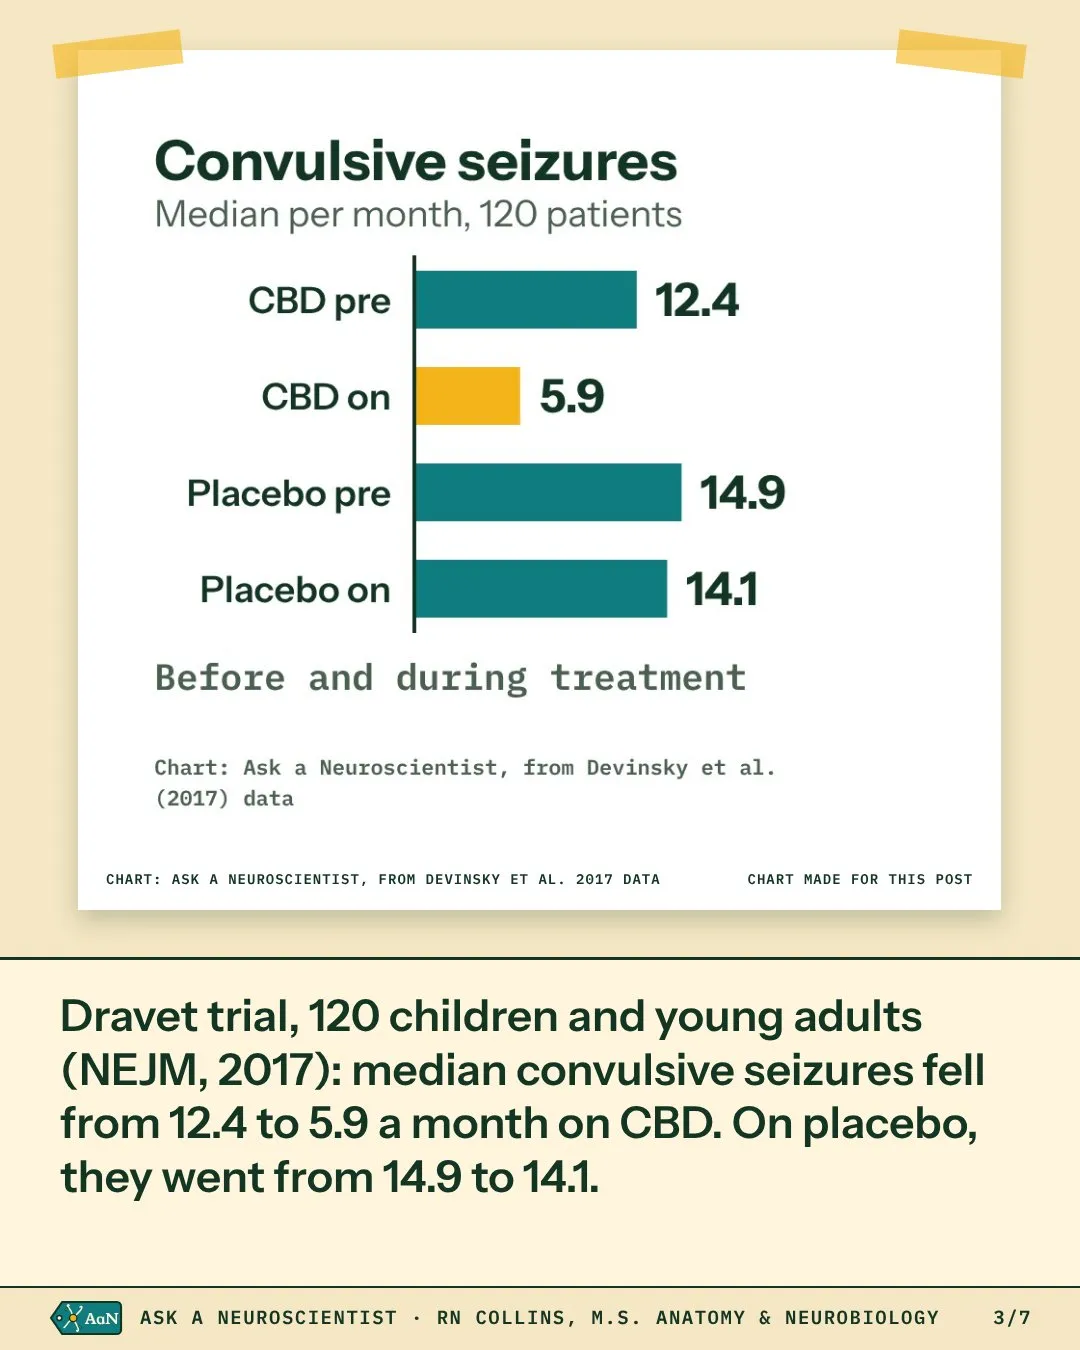 Convulsive seizures
Median per month, 120 patients
CBD pre 12.4
CBD on 5.9
Placebo pre 14.9
Placebo on 14.1
Before and during treatment
Chart: Ask a Neuroscientist, from Devinsky et al.
(2017) data
CHART: ASK A NEUROSCIENTIST, FROM DEVINSKY ET AL. 2017 DATA CHART MADE FOR THIS POST
Dravet trial, 120 children and young adults
(NEJM, 2017): median convulsive seizures fell
from 12.4 to 5.9 a month on CBD. On placebo,
they went from 14.9 to 14.1.
AaN ASK A NEUROSCIENTIST · RN COLLINS, M.S. ANATOMY & NEUROBIOLOGY 3/7